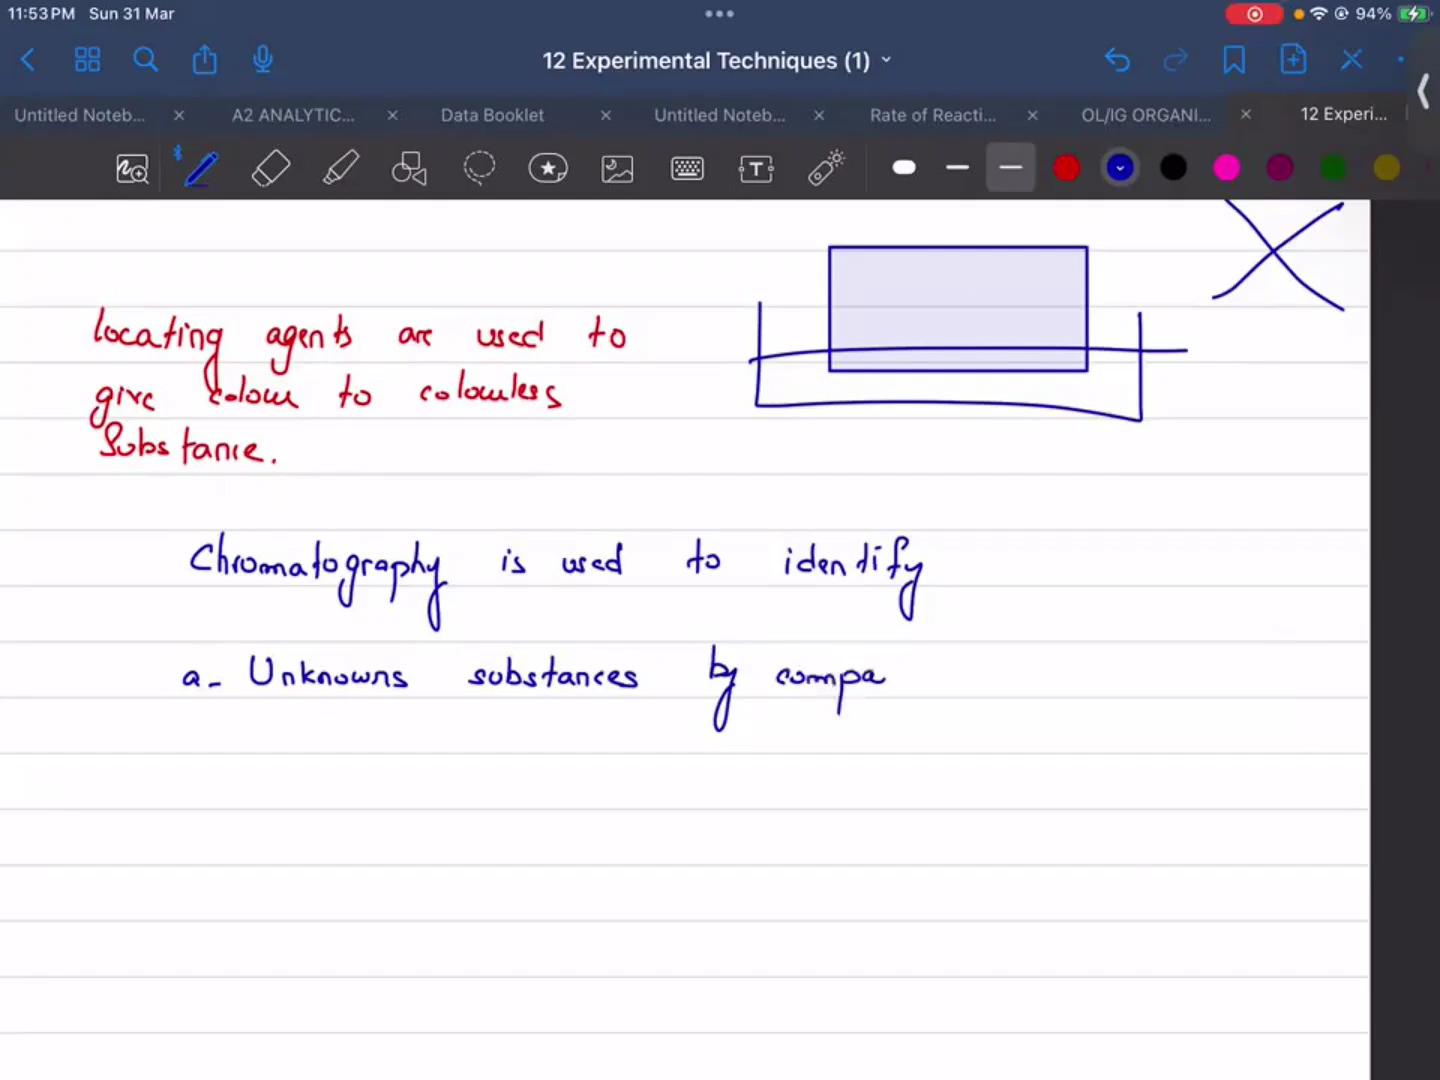 11:53 PM Sun 31 Mar
94%
12 Experimental Techniques (1)
Untitled Noteb... A2 ANALYTIC... Data Booklet Untitled Noteb... Rate of Reacti... OL/IG ORGANI... 12 Experi...
locating agents are used to
give colour to colourless
Substance.
Chromatography is used to identify
a- Unknowns substances by compa